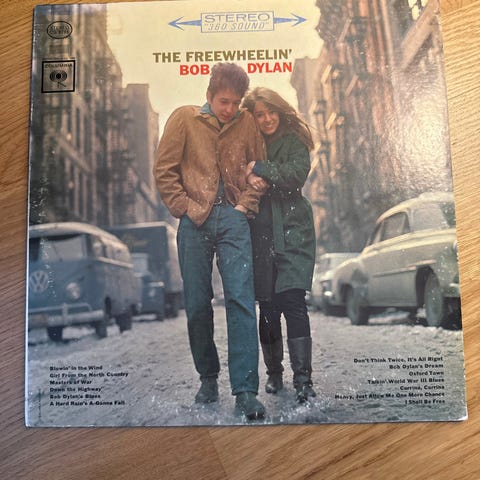 STEREO
"360 SOUND"
COLUMBIA
THE FREEWHEELIN'
BOB DYLAN
Blowin' in the Wind
Girl From the North Country
Masters of War
Down the Highway
Bob Dylan's Blues
A Hard Rain's A-Gonna Fall
Don't Think Twice, It's All Right
Bob Dylan's Dream
Oxford Town
Talkin' World War III Blues
Corrina, Corrina
Honey, Just Allow Me One More Chance
I Shall Be Free